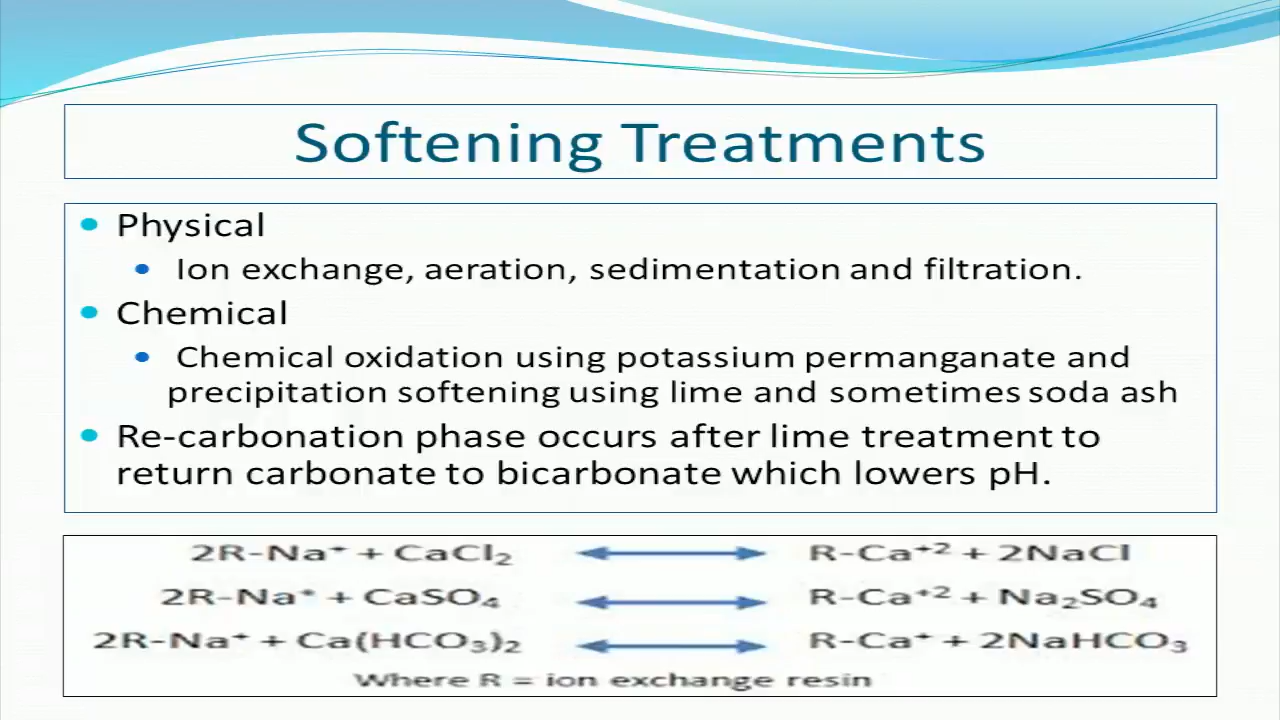 Softening Treatments
• Physical
• Ion exchange, aeration, sedimentation and filtration.
• Chemical
• Chemical oxidation using potassium permanganate and
precipitation softening using lime and sometimes soda ash
• Re-carbonation phase occurs after lime treatment to
return carbonate to bicarbonate which lowers pH.
2R-Na⁺ + CaCl₂ ↔ R-Ca⁺² + 2NaCl
2R-Na⁺ + CaSO₄ ↔ R-Ca⁺² + Na₂SO₄
2R-Na⁺ + Ca(HCO₃)₂ ↔ R-Ca⁺ + 2NaHCO₃
Where R = ion exchange resin